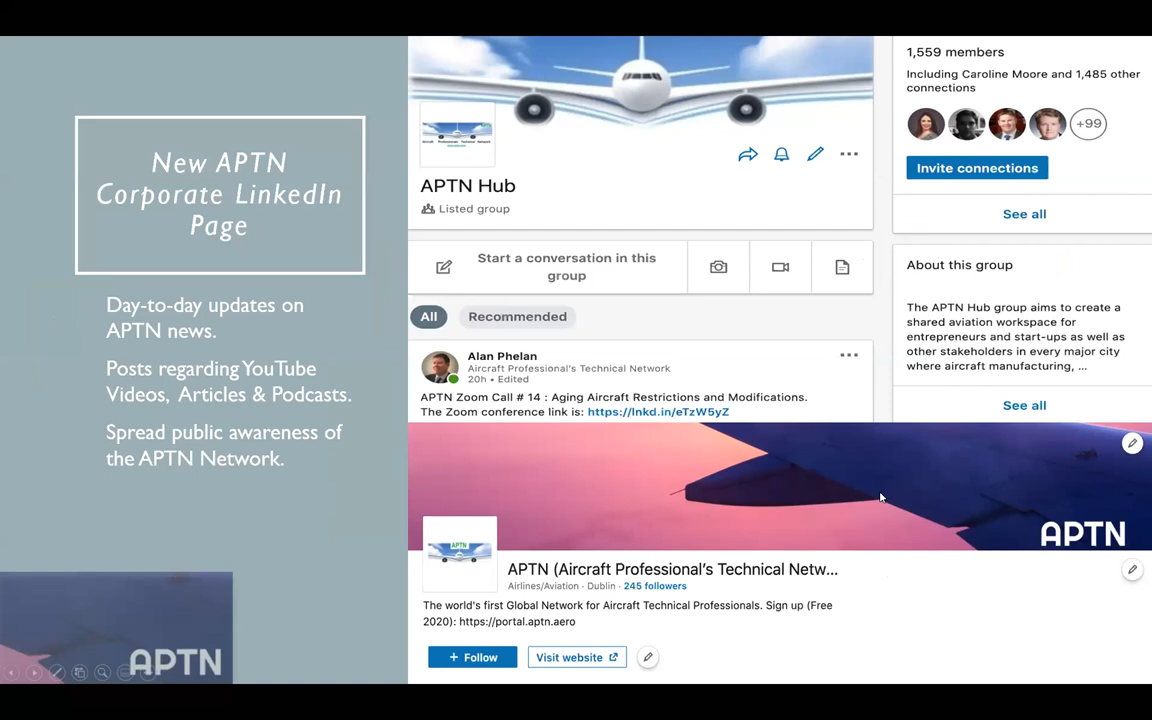 New APTN
Corporate LinkedIn
Page
Day-to-day updates on
APTN news.
Posts regarding YouTube
Videos, Articles & Podcasts.
Spread public awareness of
the APTN Network.
APTN
APTN Hub
Listed group
Start a conversation in this
group
All
Recommended
Alan Phelan
Aircraft Professional's Technical Network
20h • Edited
APTN Zoom Call # 14 : Aging Aircraft Restrictions and Modifications.
The Zoom conference link is: https://lnkd.in/eTzW5yZ
1,559 members
Including Caroline Moore and 1,485 other
connections
+99
Invite connections
See all
About this group
The APTN Hub group aims to create a
shared aviation workspace for
entrepreneurs and start-ups as well as
other stakeholders in every major city
where aircraft manufacturing, ...
See all
APTN
APTN
APTN (Aircraft Professional's Technical Netw...
Airlines/Aviation · Dublin · 245 followers
The world's first Global Network for Aircraft Technical Professionals. Sign up (Free
2020): https://portal.aptn.aero
+ Follow
Visit website